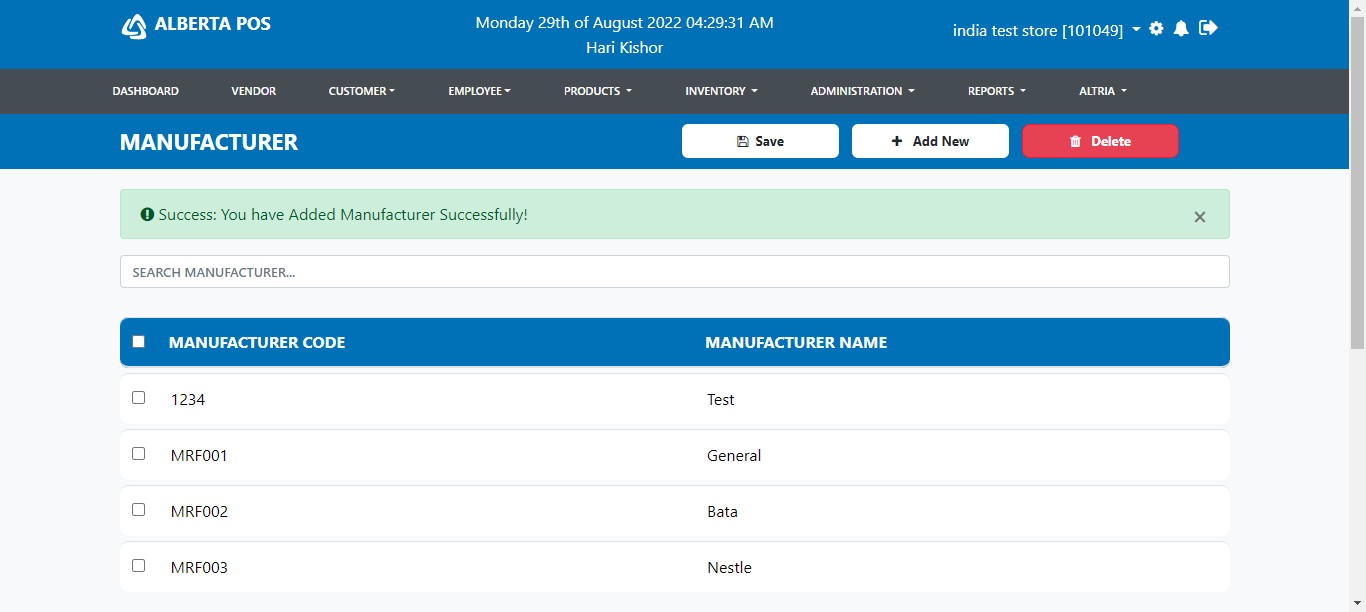 ALBERTA POS
Monday 29th of August 2022 04:29:31 AM
Hari Kishor
india test store [101049]
DASHBOARD VENDOR CUSTOMER EMPLOYEE PRODUCTS INVENTORY ADMINISTRATION REPORTS ALTRIA
MANUFACTURER Save Add New Delete
Success: You have Added Manufacturer Successfully! ×
SEARCH MANUFACTURER...
MANUFACTURER CODE MANUFACTURER NAME
1234 Test
MRF001 General
MRF002 Bata
MRF003 Nestle